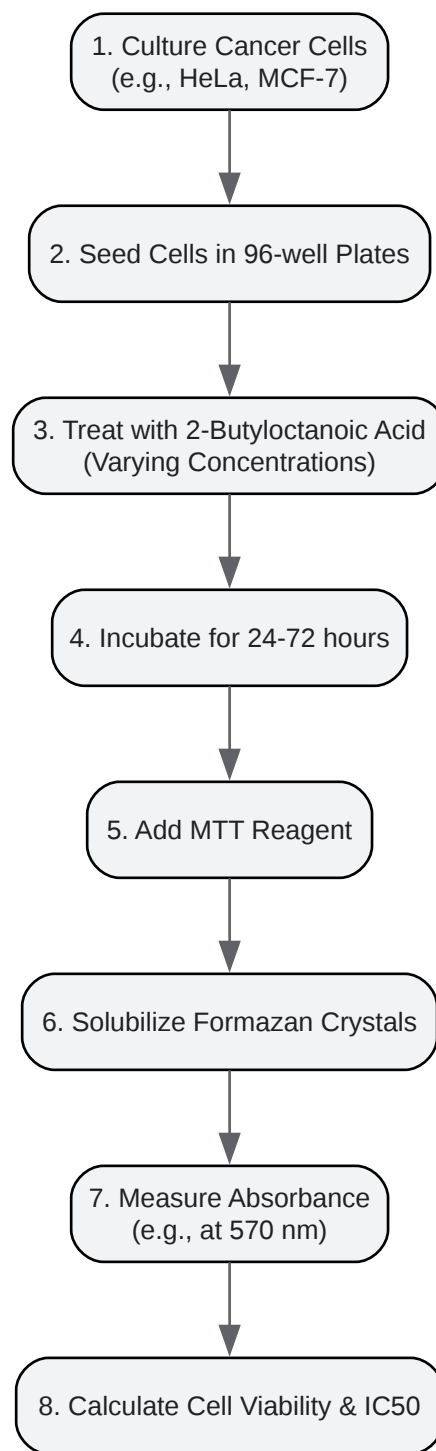 1. Culture Cancer Cells
(e.g., HeLa, MCF-7)
2. Seed Cells in 96-well Plates
3. Treat with 2-Butyloctanoic Acid
(Varying Concentrations)
4. Incubate for 24-72 hours
5. Add MTT Reagent
6. Solubilize Formazan Crystals
7. Measure Absorbance
(e.g., at 570 nm)
8. Calculate Cell Viability & IC50